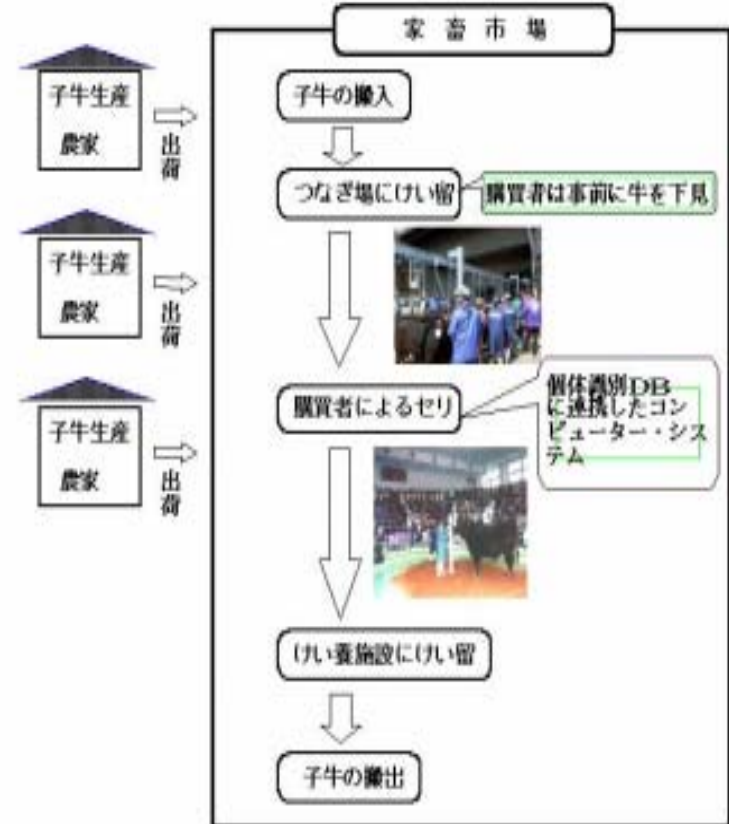 家畜市場
子牛生産
農家
出荷
子牛の搬入
つなぎ場にけい留
購買者は事前に牛を下見
子牛生産
農家
出荷
購買者によるセリ
個体識別DB
に連携したコン
ピューター・シス
テム
子牛生産
農家
出荷
けい養施設にけい留
子牛の搬出